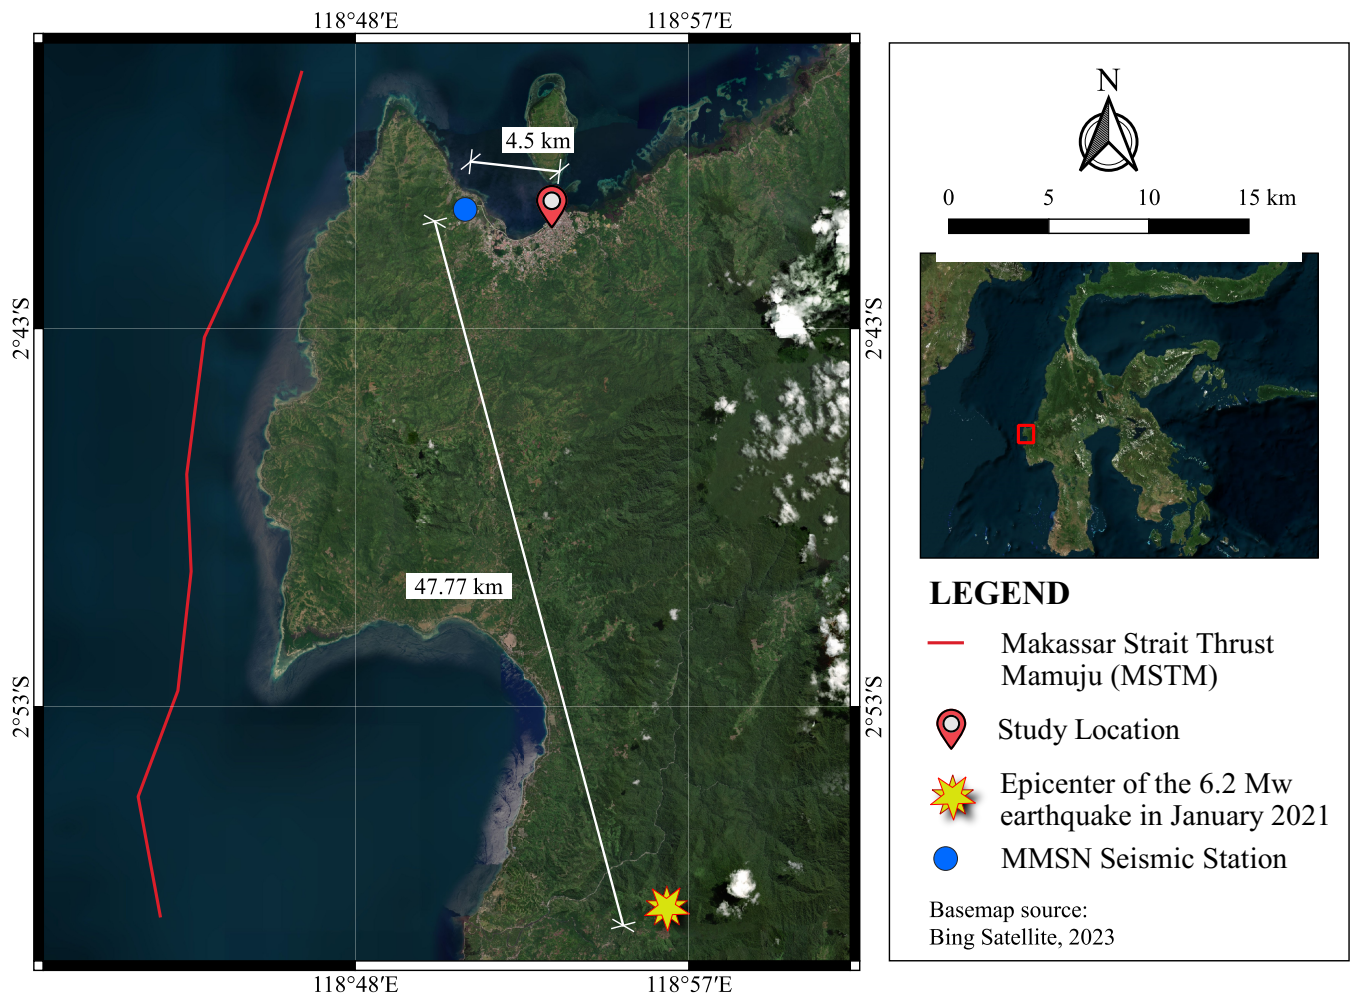 118°48′E
118°57′E
4.5 km
2°43′S
2°43′S
47.77 km
2°53′S
2°53′S
118°48′E
118°57′E
N
0
5
10
15 km
LEGEND
Makassar Strait Thrust
Mamuju (MSTM)
Study Location
Epicenter of the 6.2 Mw
earthquake in January 2021
MMSN Seismic Station
Basemap source:
Bing Satellite, 2023